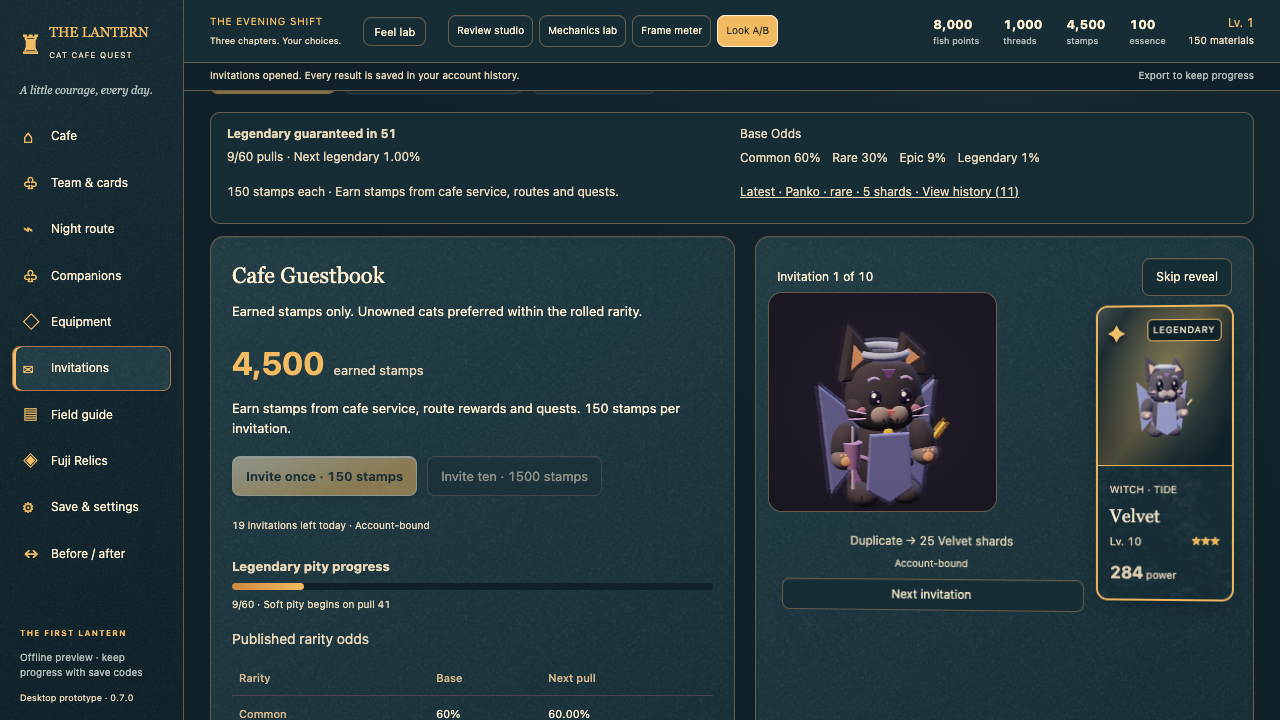 THE LANTERN
CAT CAFE QUEST
A little courage, every day.
Cafe
Team & cards
Night route
Companions
Equipment
Invitations
Field guide
Fuji Relics
Save & settings
Before / after
THE FIRST LANTERN
Offline preview · keep
progress with save codes
Desktop prototype · 0.7.0
THE EVENING SHIFT
Three chapters. Your choices.
Feel lab
Review studio
Mechanics lab
Frame meter
Look A/B
8,000
fish points
1,000
threads
4,500
stamps
100
essence
Lv. 1
150 materials
Invitations opened. Every result is saved in your account history.
Export to keep progress
Legendary guaranteed in 51
9/60 pulls · Next legendary 1.00%
150 stamps each · Earn stamps from cafe service, routes and quests.
Base Odds
Common 60% Rare 30% Epic 9% Legendary 1%
Latest · Panko · rare · 5 shards · View history (11)
Cafe Guestbook
Earned stamps only. Unowned cats preferred within the rolled rarity.
4,500 earned stamps
Earn stamps from cafe service, route rewards and quests. 150 stamps per
invitation.
Invite once · 150 stamps
Invite ten · 1500 stamps
19 invitations left today · Account-bound
Legendary pity progress
9/60 · Soft pity begins on pull 41
Published rarity odds
Rarity Base Next pull
Common 60% 60.00%
Invitation 1 of 10
Skip reveal
Duplicate → 25 Velvet shards
Account-bound
Next invitation
LEGENDARY
WITCH · TIDE
Velvet
Lv. 10 ★★★
284 power